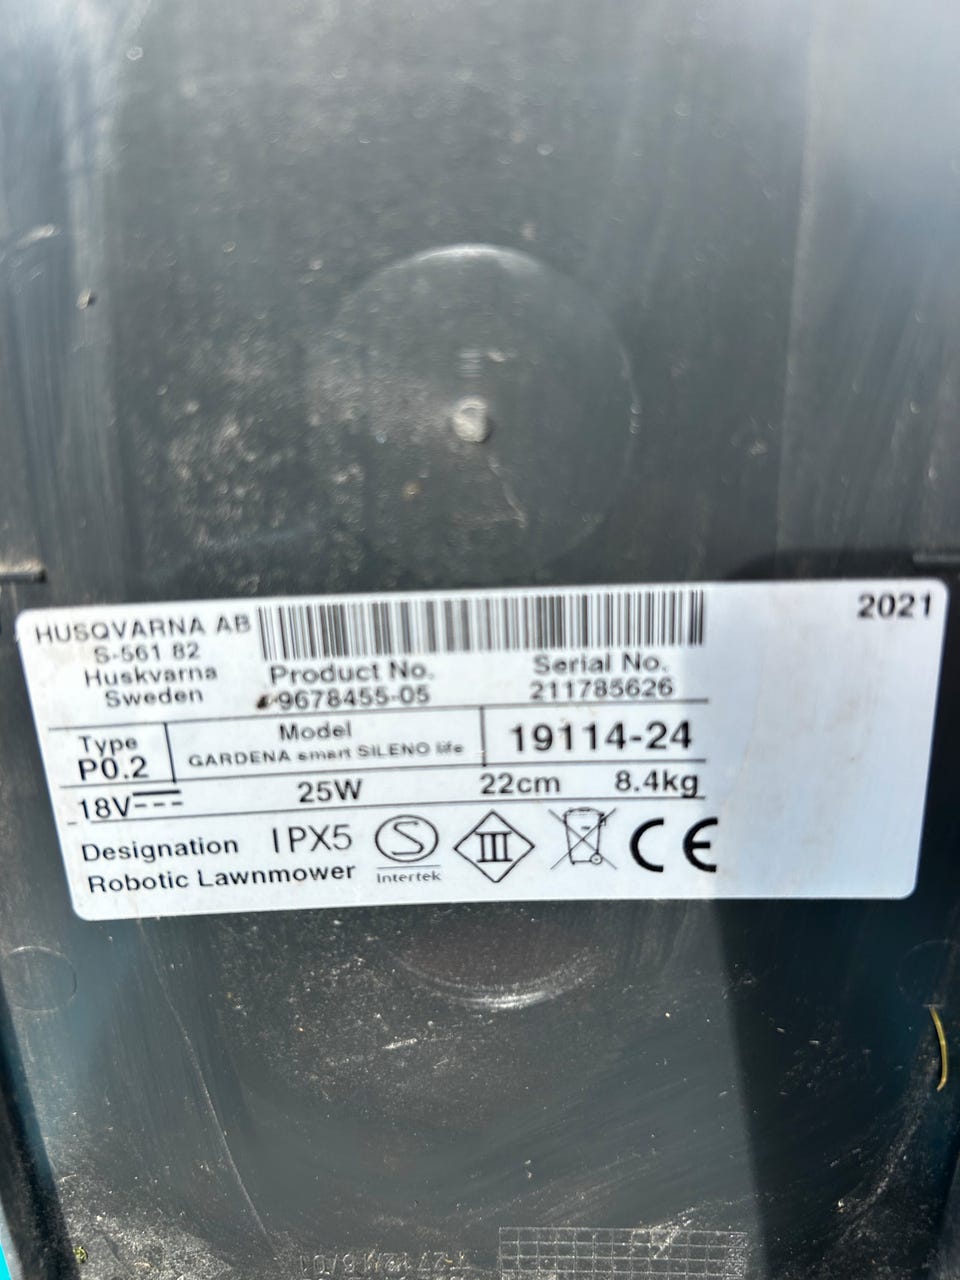 HUSQVARNA AB
S-561 82
Huskvarna
Sweden
Product No.
9678455-05
Serial No.
211785626
2021
Type
P0.2
Model
GARDENA smart SILENO life
19114-24
18V
25W
22cm
8.4kg
Designation
Robotic Lawnmower
IPX5
S
Intertek
III
CE